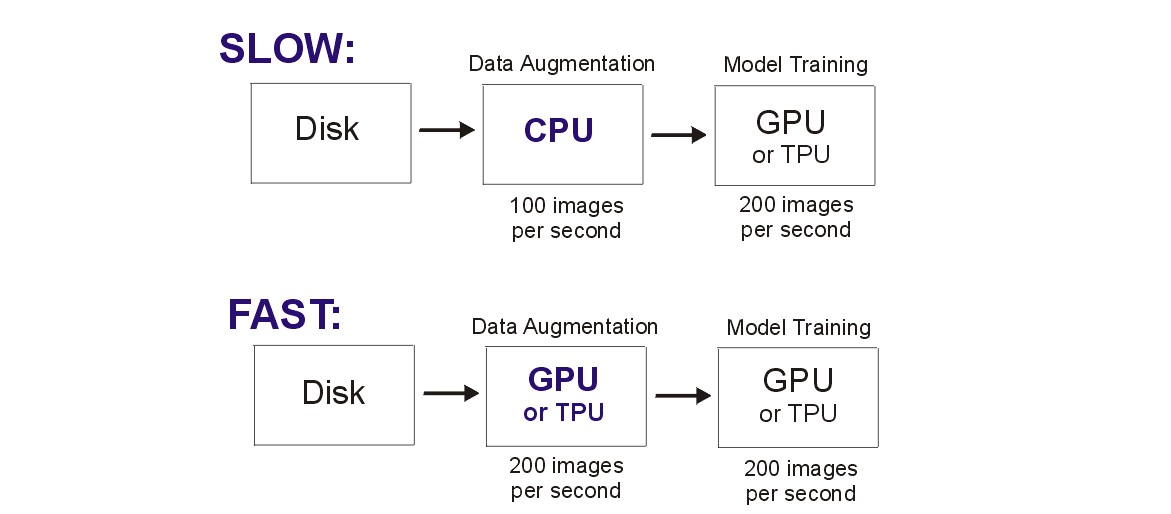 SLOW:
Data Augmentation
Model Training
Disk
CPU
GPU
or TPU
100 images
per second
200 images
per second
FAST:
Data Augmentation
Model Training
Disk
GPU
or TPU
GPU
or TPU
200 images
per second
200 images
per second